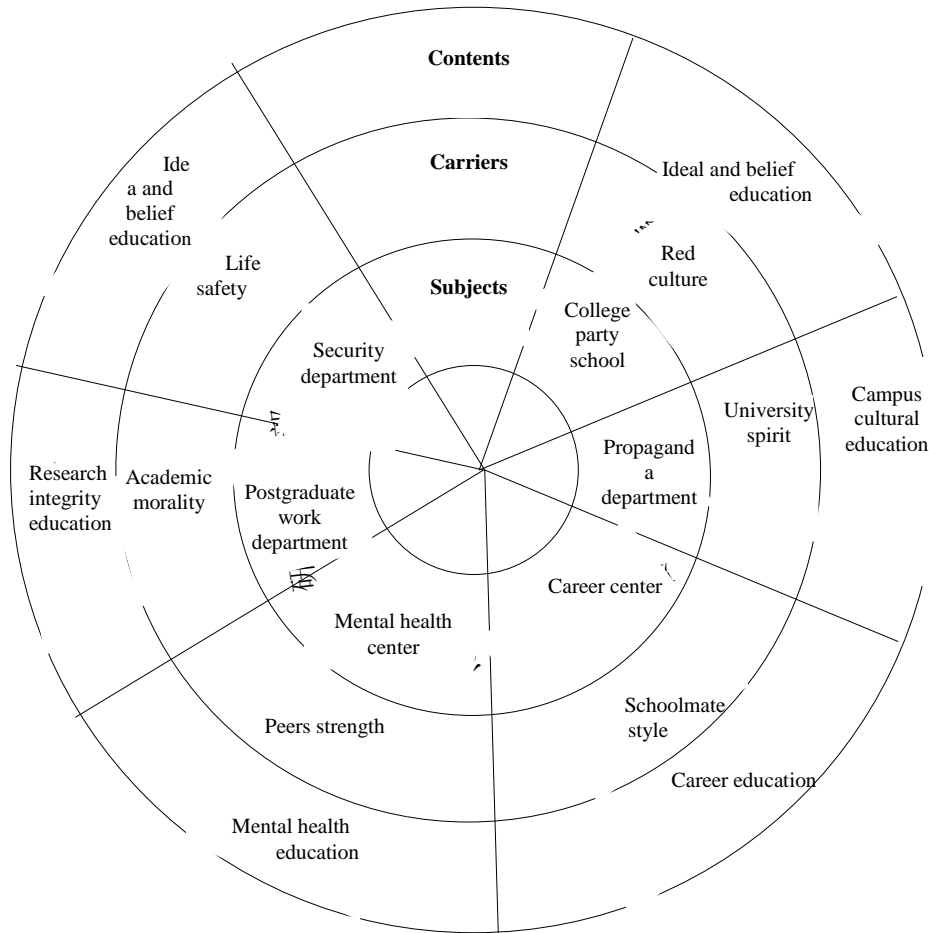 Contents
Carriers
Subjects
Ideal and belief
education
Red
culture
College
party
school
Campus
cultural
education
University
spirit
Propagand
a
department
Career center
Schoolmate
style
Career education
Mental health
center
Peers strength
Mental health
education
Postgraduate
work
department
Academic
morality
Research
integrity
education
Security
department
Life
safety
Ide
a and
belief
education